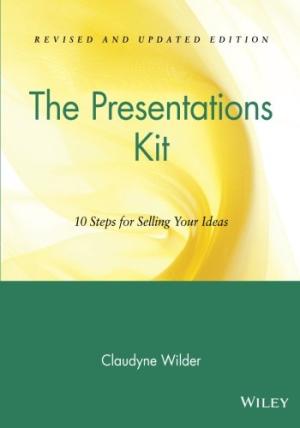 REVISED AND UPDATED EDITION
The Presentations
Kit
10 Steps for Selling Your Ideas
Claudyne Wilder
WILEY